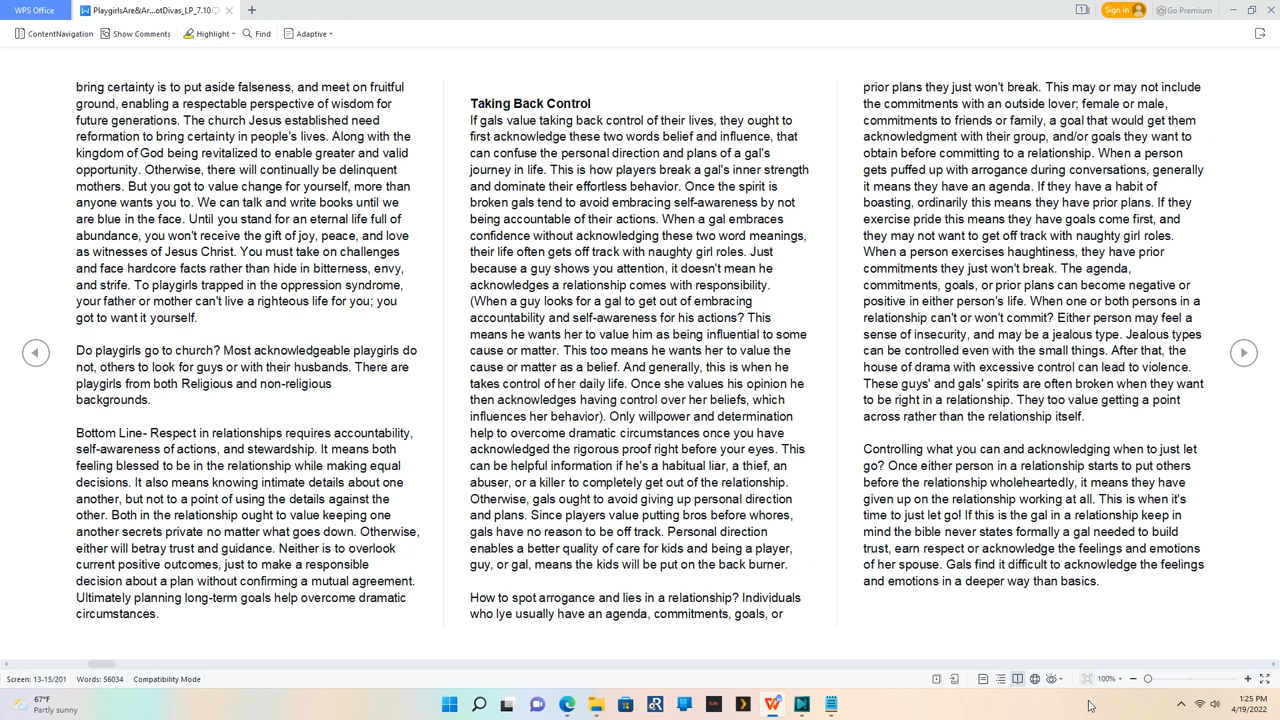 WPS Office
PlaygirlsAre&Ar...otDivas_LP_7.10
Sign in
Go Premium
ContentNavigation
Show Comments
Highlight
Find
Adaptive
bring certainty is to put aside falseness, and meet on fruitful
ground, enabling a respectable perspective of wisdom for
future generations. The church Jesus established need
reformation to bring certainty in people's lives. Along with the
kingdom of God being revitalized to enable greater and valid
opportunity. Otherwise, there will continually be delinquent
mothers. But you got to value change for yourself, more than
anyone wants you to. We can talk and write books until we
are blue in the face. Until you stand for an eternal life full of
abundance, you won't receive the gift of joy, peace, and love
as witnesses of Jesus Christ. You must take on challenges
and face hardcore facts rather than hide in bitterness, envy,
and strife. To playgirls trapped in the oppression syndrome,
your father or mother can't live a righteous life for you; you
got to want it yourself.
Do playgirls go to church? Most acknowledgeable playgirls do
not, others to look for guys or with their husbands. There are
playgirls from both Religious and non-religious
backgrounds.
Bottom Line- Respect in relationships requires accountability,
self-awareness of actions, and stewardship. It means both
feeling blessed to be in the relationship while making equal
decisions. It also means knowing intimate details about one
another, but not to a point of using the details against the
other. Both in the relationship ought to value keeping one
another secrets private no matter what goes down. Otherwise,
either will betray trust and guidance. Neither is to overlook
current positive outcomes, just to make a responsible
decision about a plan without confirming a mutual agreement.
Ultimately planning long-term goals help overcome dramatic
circumstances.
Taking Back Control
If gals value taking back control of their lives, they ought to
first acknowledge these two words belief and influence, that
can confuse the personal direction and plans of a gal's
journey in life. This is how players break a gal's inner strength
and dominate their effortless behavior. Once the spirit is
broken gals tend to avoid embracing self-awareness by not
being accountable of their actions. When a gal embraces
confidence without acknowledging these two word meanings,
their life often gets off track with naughty girl roles. Just
because a guy shows you attention, it doesn't mean he
acknowledges a relationship comes with responsibility.
(When a guy looks for a gal to get out of embracing
accountability and self-awareness for his actions? This
means he wants her to value him as being influential to some
cause or matter. This too means he wants her to value the
cause or matter as a belief. And generally, this is when he
takes control of her daily life. Once she values his opinion he
then acknowledges having control over her beliefs, which
influences her behavior). Only willpower and determination
help to overcome dramatic circumstances once you have
acknowledged the rigorous proof right before your eyes. This
can be helpful information if he's a habitual liar, a thief, an
abuser, or a killer to completely get out of the relationship.
Otherwise, gals ought to avoid giving up personal direction
and plans. Since players value putting bros before whores,
gals have no reason to be off track. Personal direction
enables a better quality of care for kids and being a player,
guy, or gal, means the kids will be put on the back burner.
How to spot arrogance and lies in a relationship? Individuals
who lye usually have an agenda, commitments, goals, or
prior plans they just won't break. This may or may not include
the commitments with an outside lover; female or male,
commitments to friends or family, a goal that would get them
acknowledgment with their group, and/or goals they want to
obtain before committing to a relationship. When a person
gets puffed up with arrogance during conversations, generally
it means they have an agenda. If they have a habit of
boasting, ordinarily this means they have prior plans. If they
exercise pride this means they have goals come first, and
they may not want to get off track with naughty girl roles.
When a person exercises haughtiness, they have prior
commitments they just won't break. The agenda,
commitments, goals, or prior plans can become negative or
positive in either person's life. When one or both persons in a
relationship can't or won't commit? Either person may feel a
sense of insecurity, and may be a jealous type. Jealous types
can be controlled even with the small things. After that, the
house of drama with excessive control can lead to violence.
These guys' and gals' spirits are often broken when they want
to be right in a relationship. They too value getting a point
across rather than the relationship itself.
Controlling what you can and acknowledging when to just let
go? Once either person in a relationship starts to put others
before the relationship wholeheartedly, it means they have
given up on the relationship working at all. This is when it's
time to just let go! If this is the gal in a relationship keep in
mind the bible never states formally a gal needed to build
trust, earn respect or acknowledge the feelings and emotions
of her spouse. Gals find it difficult to acknowledge the feelings
and emotions in a deeper way than basics.
Screen: 13-15/201
Words: 56034
Compatibility Mode
100%
67°F
Partly sunny
1:25 PM
4/19/2022